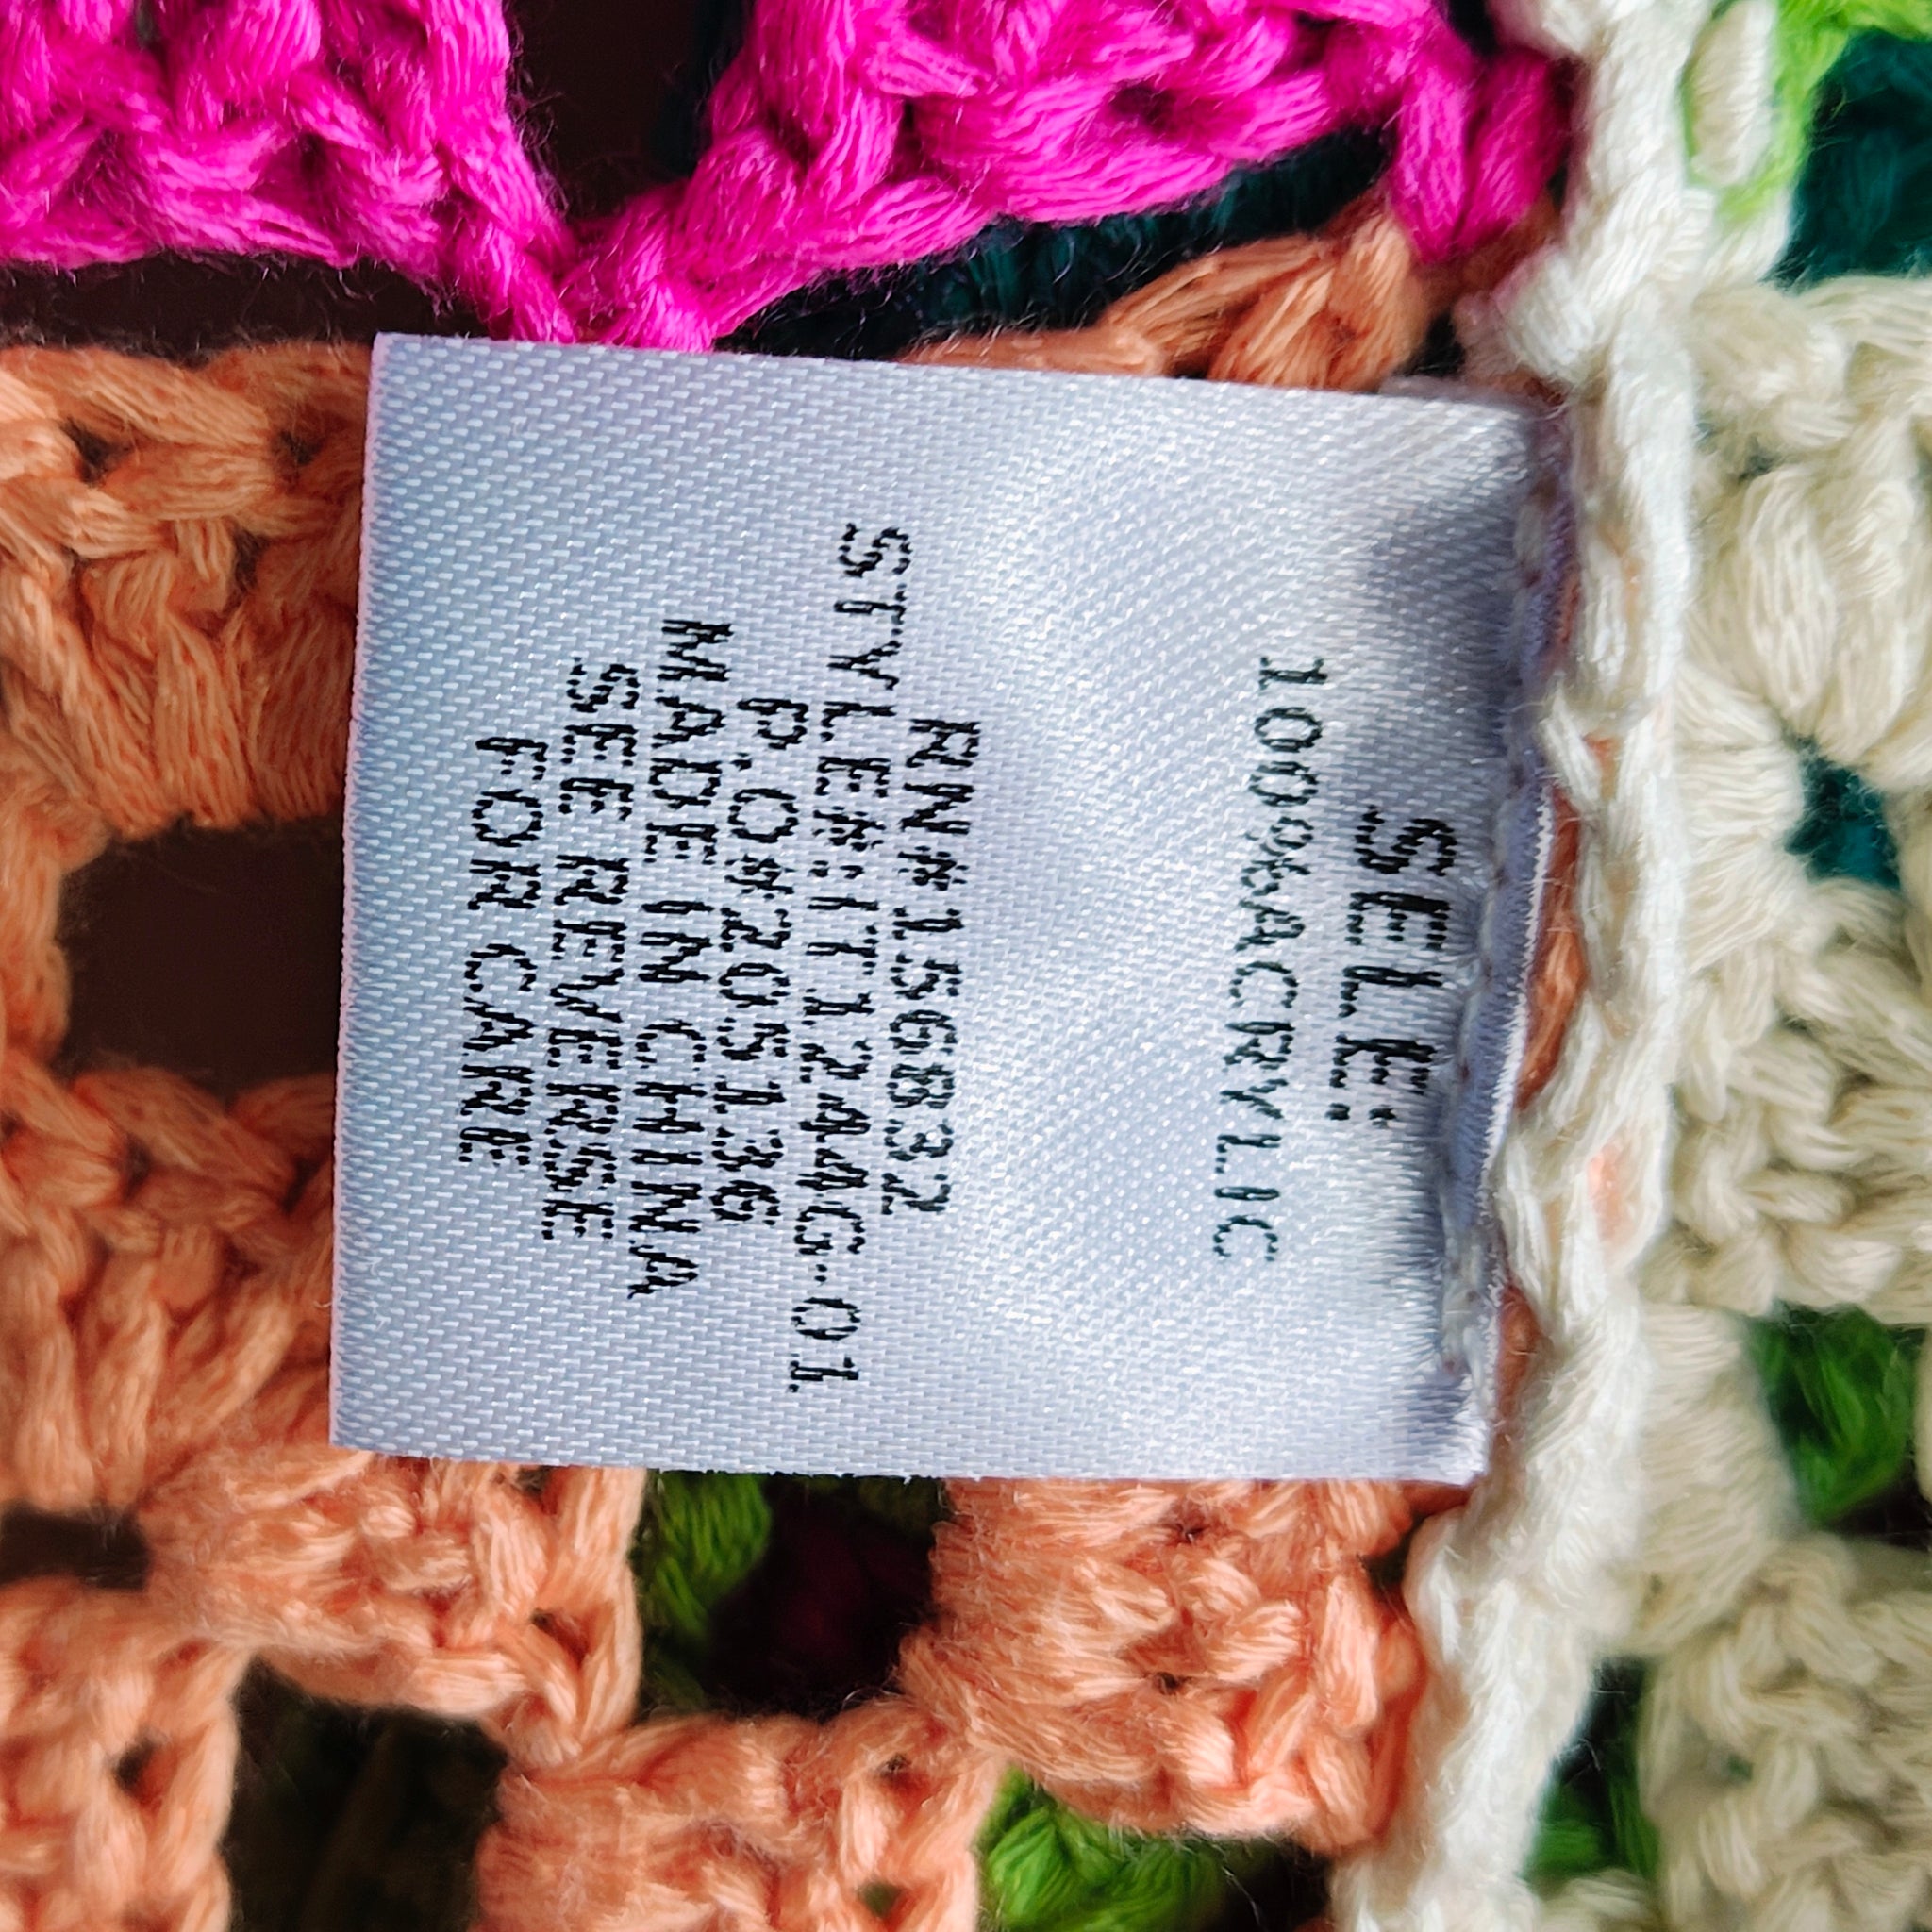 SELF:
100%ACRYLIC
RN#156832
STYLE#:IT1244G-01
P.O#205136
MADE IN CHINA
SEE REVERSE
FOR CARE